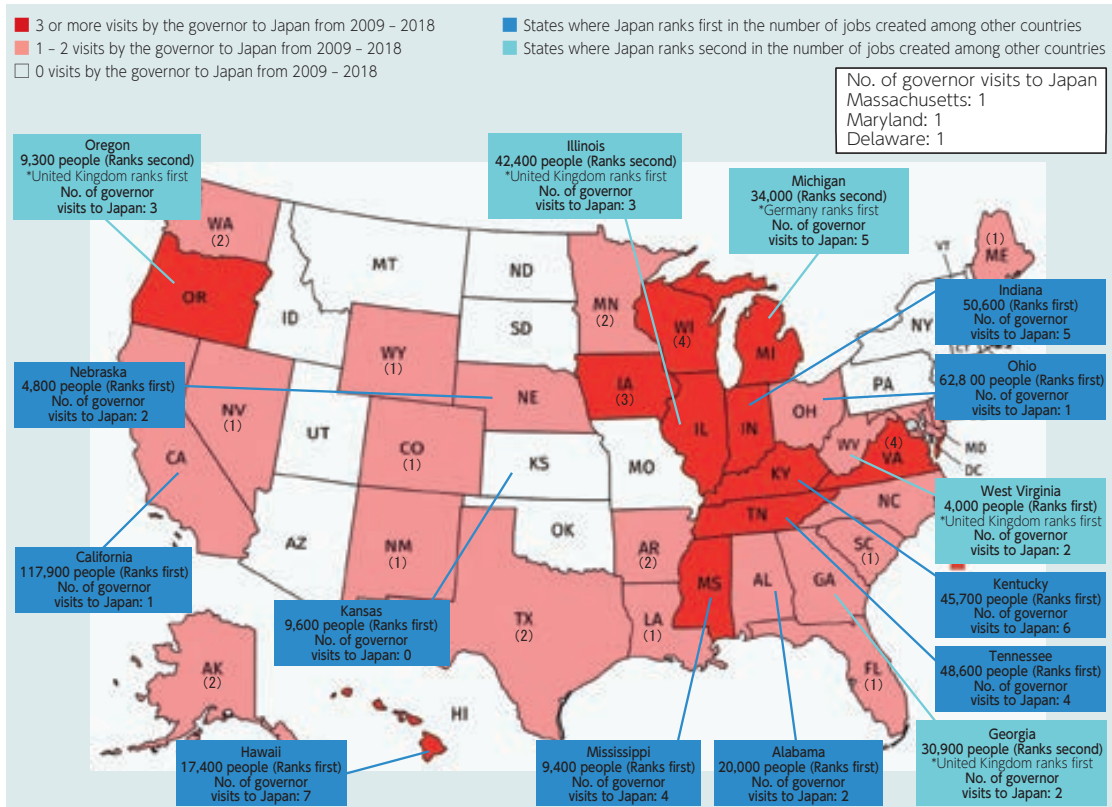 3 or more visits by the governor to Japan from 2009 – 2018
1 – 2 visits by the governor to Japan from 2009 – 2018
0 visits by the governor to Japan from 2009 – 2018
States where Japan ranks first in the number of jobs created among other countries
States where Japan ranks second in the number of jobs created among other countries
No. of governor visits to Japan
Massachusetts: 1
Maryland: 1
Delaware: 1
Oregon
9,300 people (Ranks second)
*United Kingdom ranks first
No. of governor
visits to Japan: 3
Illinois
42,400 people (Ranks second)
*United Kingdom ranks first
No. of governor
visits to Japan: 3
Michigan
34,000 (Ranks second)
*Germany ranks first
No. of governor
visits to Japan: 5
Indiana
50,600 (Ranks first)
No. of governor
visits to Japan: 5
Ohio
62,8 00 people (Ranks first)
No. of governor
visits to Japan: 1
Nebraska
4,800 people (Ranks first)
No. of governor
visits to Japan: 2
West Virginia
4,000 people (Ranks first)
*United Kingdom ranks first
No. of governor
visits to Japan: 2
California
117,900 people (Ranks first)
No. of governor
visits to Japan: 1
Kansas
9,600 people (Ranks first)
No. of governor
visits to Japan: 0
Kentucky
45,700 people (Ranks first)
No. of governor
visits to Japan: 6
Tennessee
48,600 people (Ranks first)
No. of governor
visits to Japan: 4
Georgia
30,900 people (Ranks second)
*United Kingdom ranks first
No. of governor
visits to Japan: 2
Hawaii
17,400 people (Ranks first)
No. of governor
visits to Japan: 7
Mississippi
9,400 people (Ranks first)
No. of governor
visits to Japan: 4
Alabama
20,000 people (Ranks first)
No. of governor
visits to Japan: 2
WA
(2)
OR
MT
ID
ND
SD
MN
(2)
WI
(4)
MI
VT
(1)
ME
NY
WY
(1)
NE
IA
(3)
IL
IN
OH
PA
NV
(1)
CA
UT
CO
(1)
KS
MO
KY
WV
(4)
VA
MD
DC
AZ
NM
(1)
OK
AR
(2)
TN
NC
SC
(1)
TX
(2)
LA
(1)
MS
AL
GA
FL
(1)
AK
(2)
HI